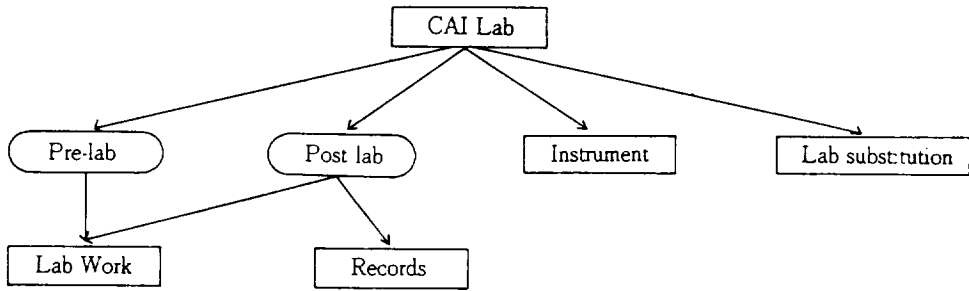 CAI Lab
Pre-lab
Post lab
Instrument
Lab substitution
Lab Work
Records